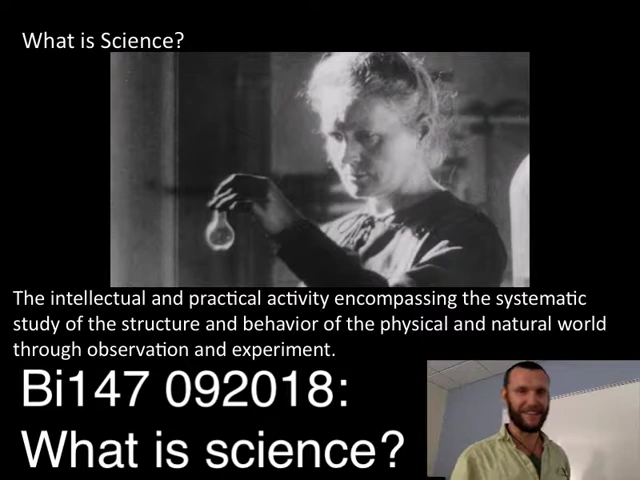 What is Science?
The intellectual and practical activity encompassing the systematic
study of the structure and behavior of the physical and natural world
through observation and experiment.
Bi147 092018:
What is science?